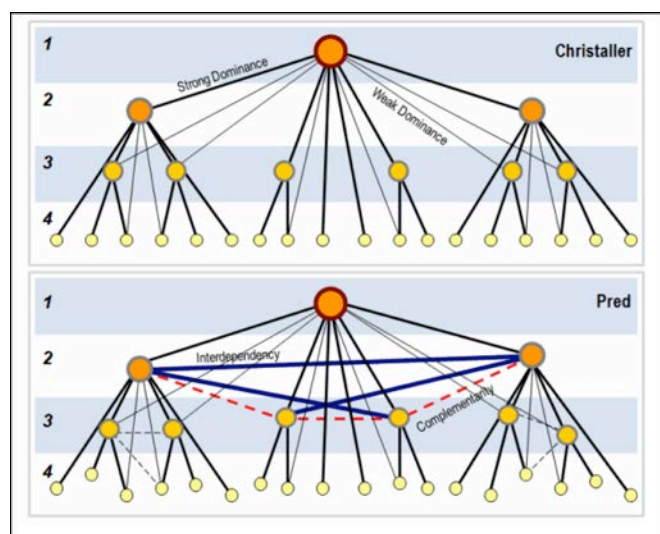 1
Christaller
Strong Dominance
2
Weak Dominance
3
4
1
Pred
2
Interdependency
3
Complementarity
4